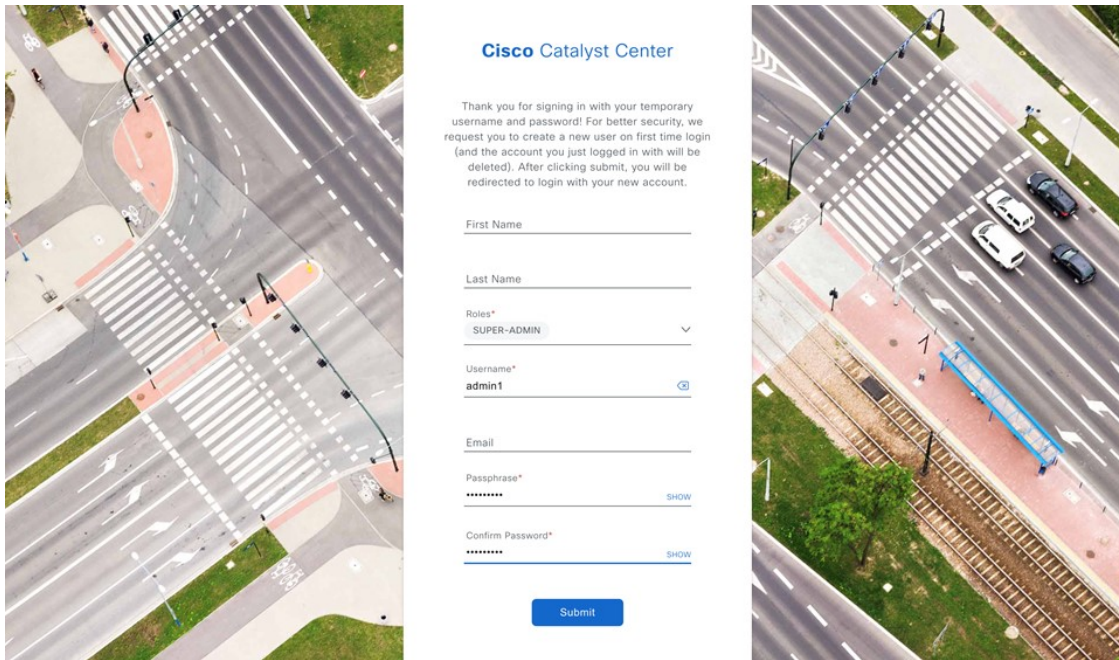 Cisco Catalyst Center
Thank you for signing in with your temporary
username and password! For better security, we
request you to create a new user on first time login
(and the account you just logged in with will be
deleted). After clicking submit, you will be
redirected to login with your new account.
First Name
Last Name
Roles*
SUPER-ADMIN
Username*
admin1
Email
Passphrase*
••••••••• SHOW
Confirm Password*
••••••••• SHOW
Submit